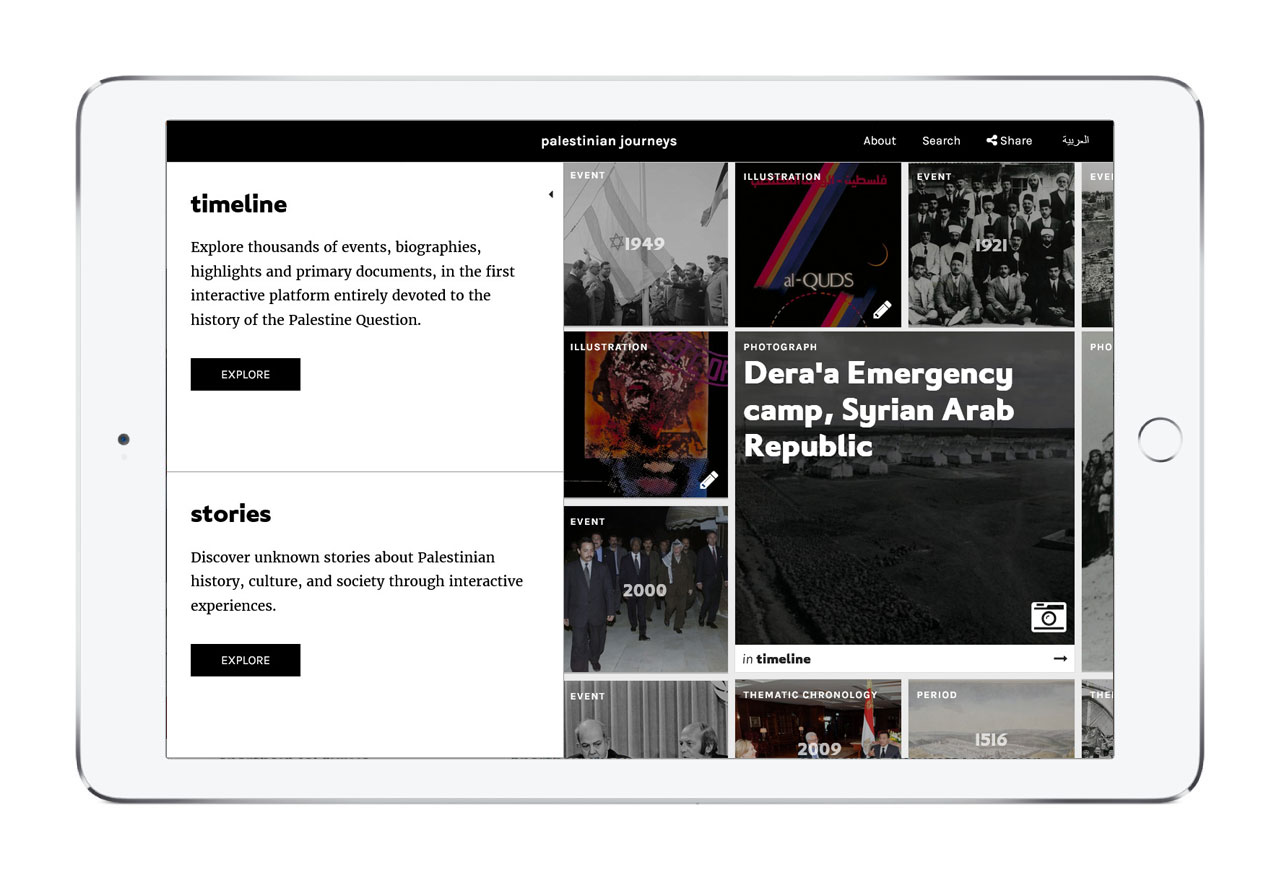 palestinian journeys
About
Search
Share
العربية
timeline
Explore thousands of events, biographies,
highlights and primary documents, in the first
interactive platform entirely devoted to the
history of the Palestine Question.
EXPLORE
stories
Discover unknown stories about Palestinian
history, culture, and society through interactive
experiences.
EXPLORE
EVENT
1949
ILLUSTRATION
فلسطين
al-QUDS
EVENT
1921
EVE
ILLUSTRATION
PHOTOGRAPH
Dera'a Emergency
camp, Syrian Arab
Republic
in timeline
PHO
EVENT
2000
EVENT
THEMATIC CHRONOLOGY
2009
PERIOD
1516
THE